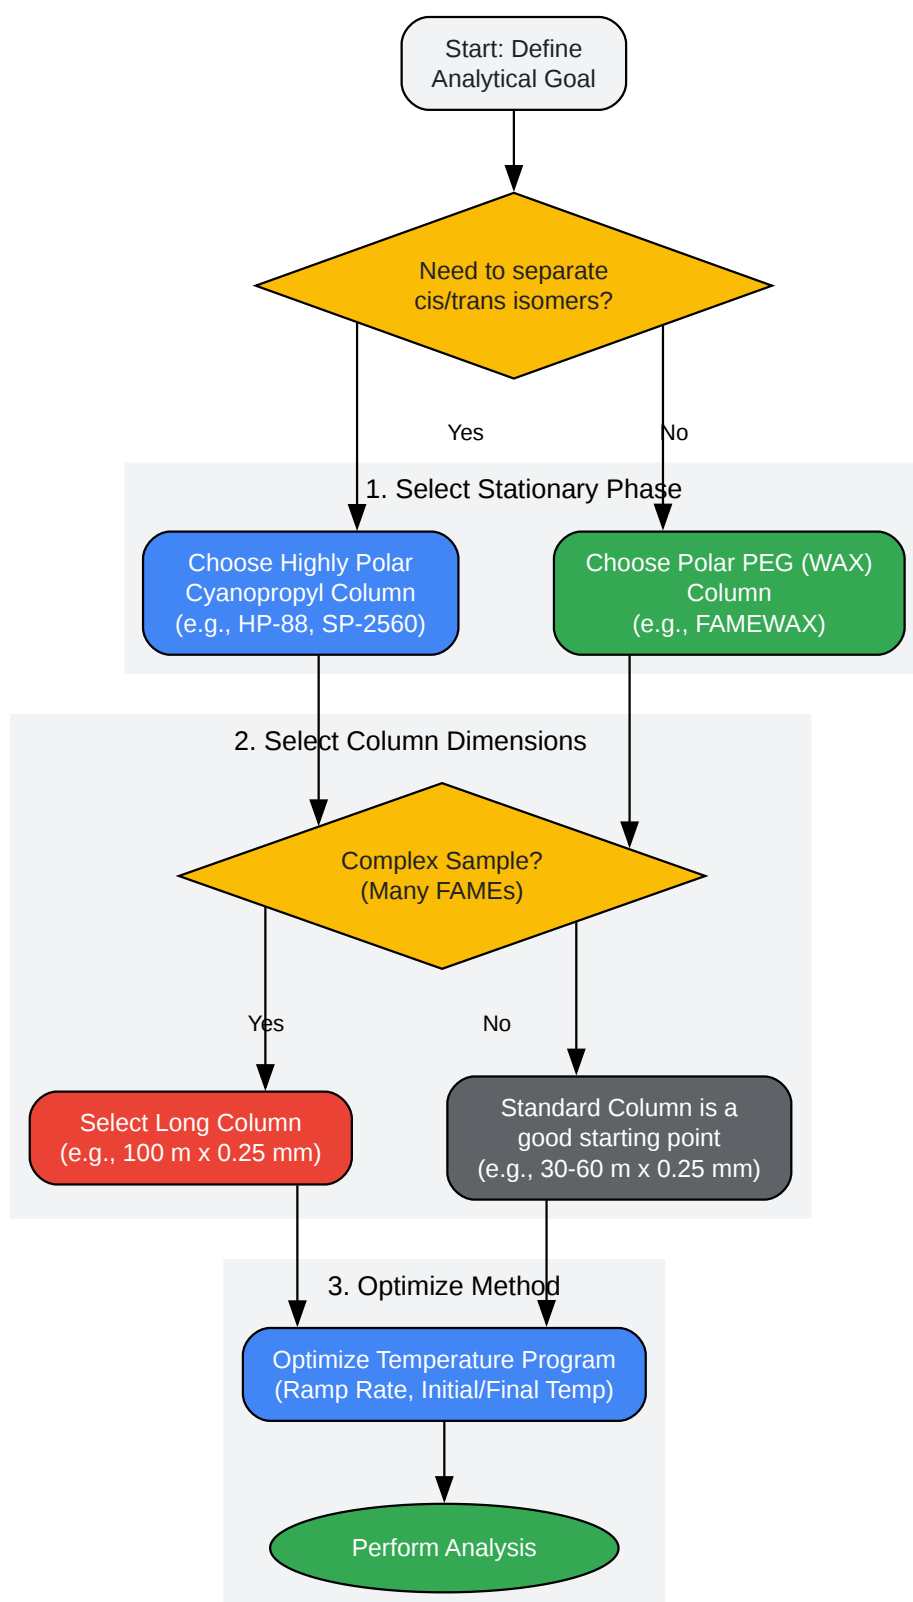 Start: Define
Analytical Goal
Need to separate
cis/trans isomers?
Yes
No
1. Select Stationary Phase
Choose Highly Polar
Cyanopropyl Column
(e.g., HP-88, SP-2560)
Choose Polar PEG (WAX)
Column
(e.g., FAMEWAX)
2. Select Column Dimensions
Complex Sample?
(Many FAMEs)
Yes
No
Select Long Column
(e.g., 100 m x 0.25 mm)
Standard Column is a
good starting point
(e.g., 30-60 m x 0.25 mm)
3. Optimize Method
Optimize Temperature Program
(Ramp Rate, Initial/Final Temp)
Perform Analysis